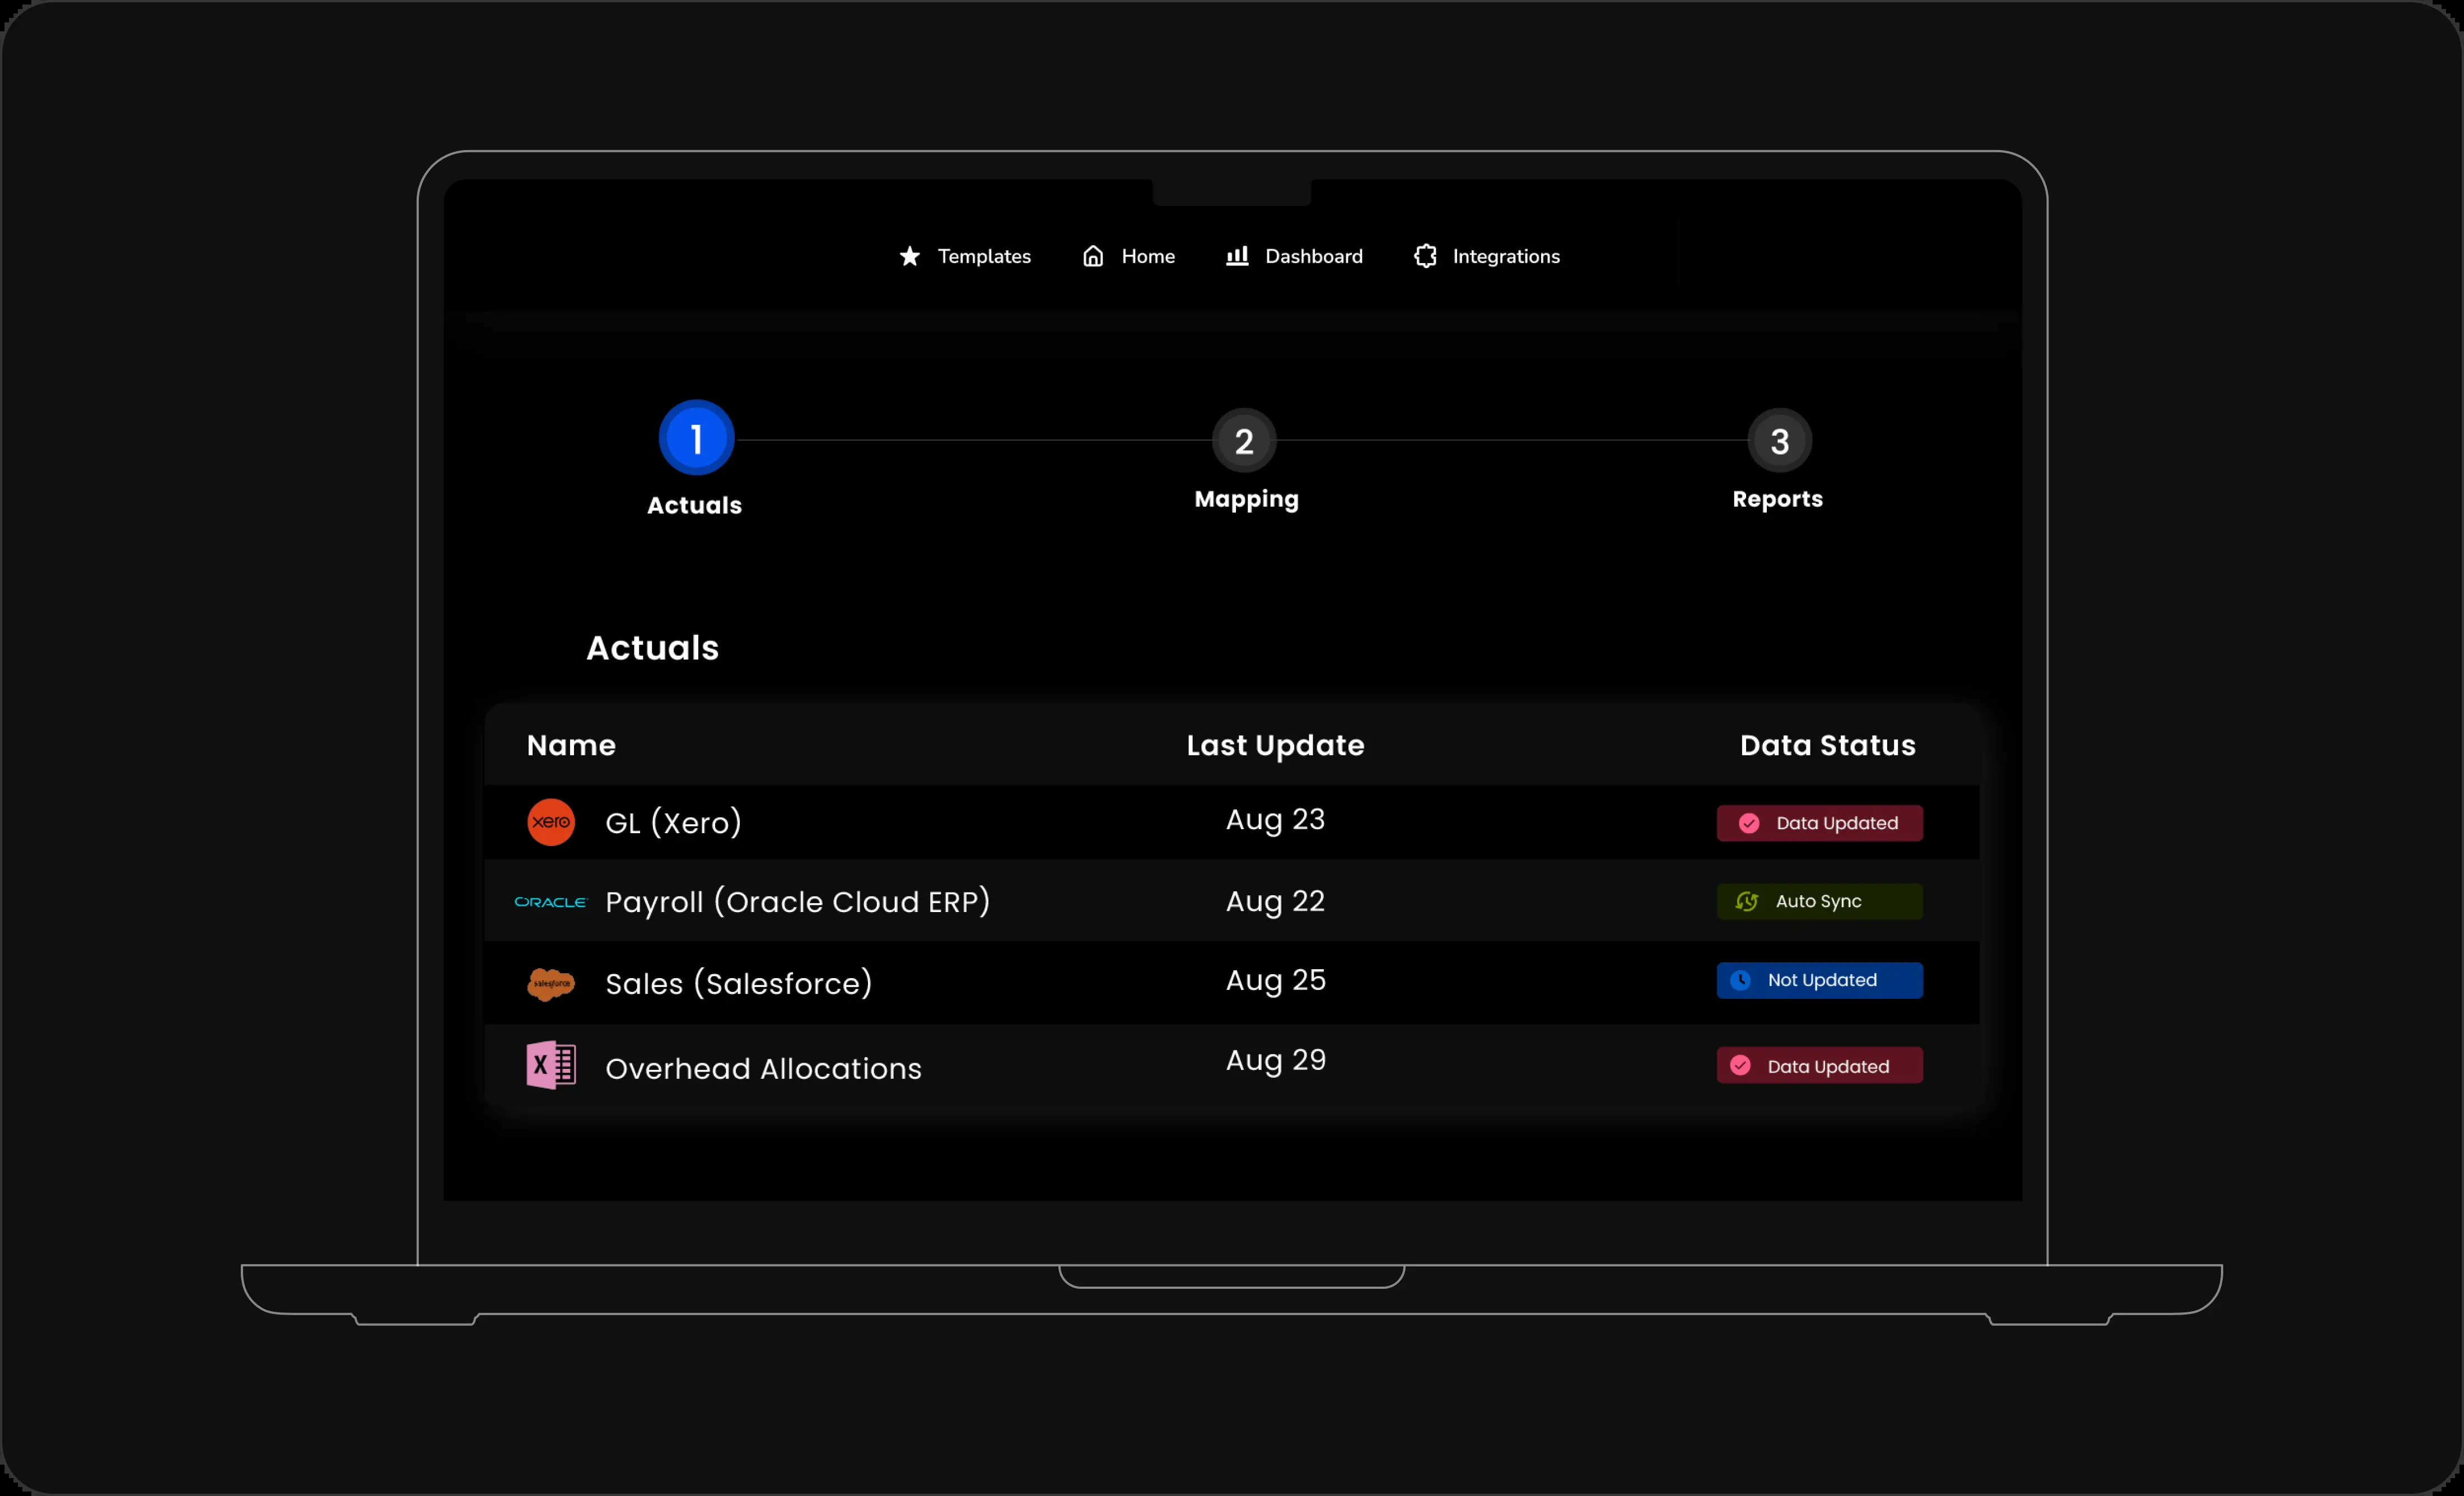 Templates Home Dashboard Integrations
1 2 3
Actuals Mapping Reports
Actuals
Name Last Update Data Status
xero GL (Xero) Aug 23 Data Updated
ORACLE Payroll (Oracle Cloud ERP) Aug 22 Auto Sync
salesforce Sales (Salesforce) Aug 25 Not Updated
X Overhead Allocations Aug 29 Data Updated